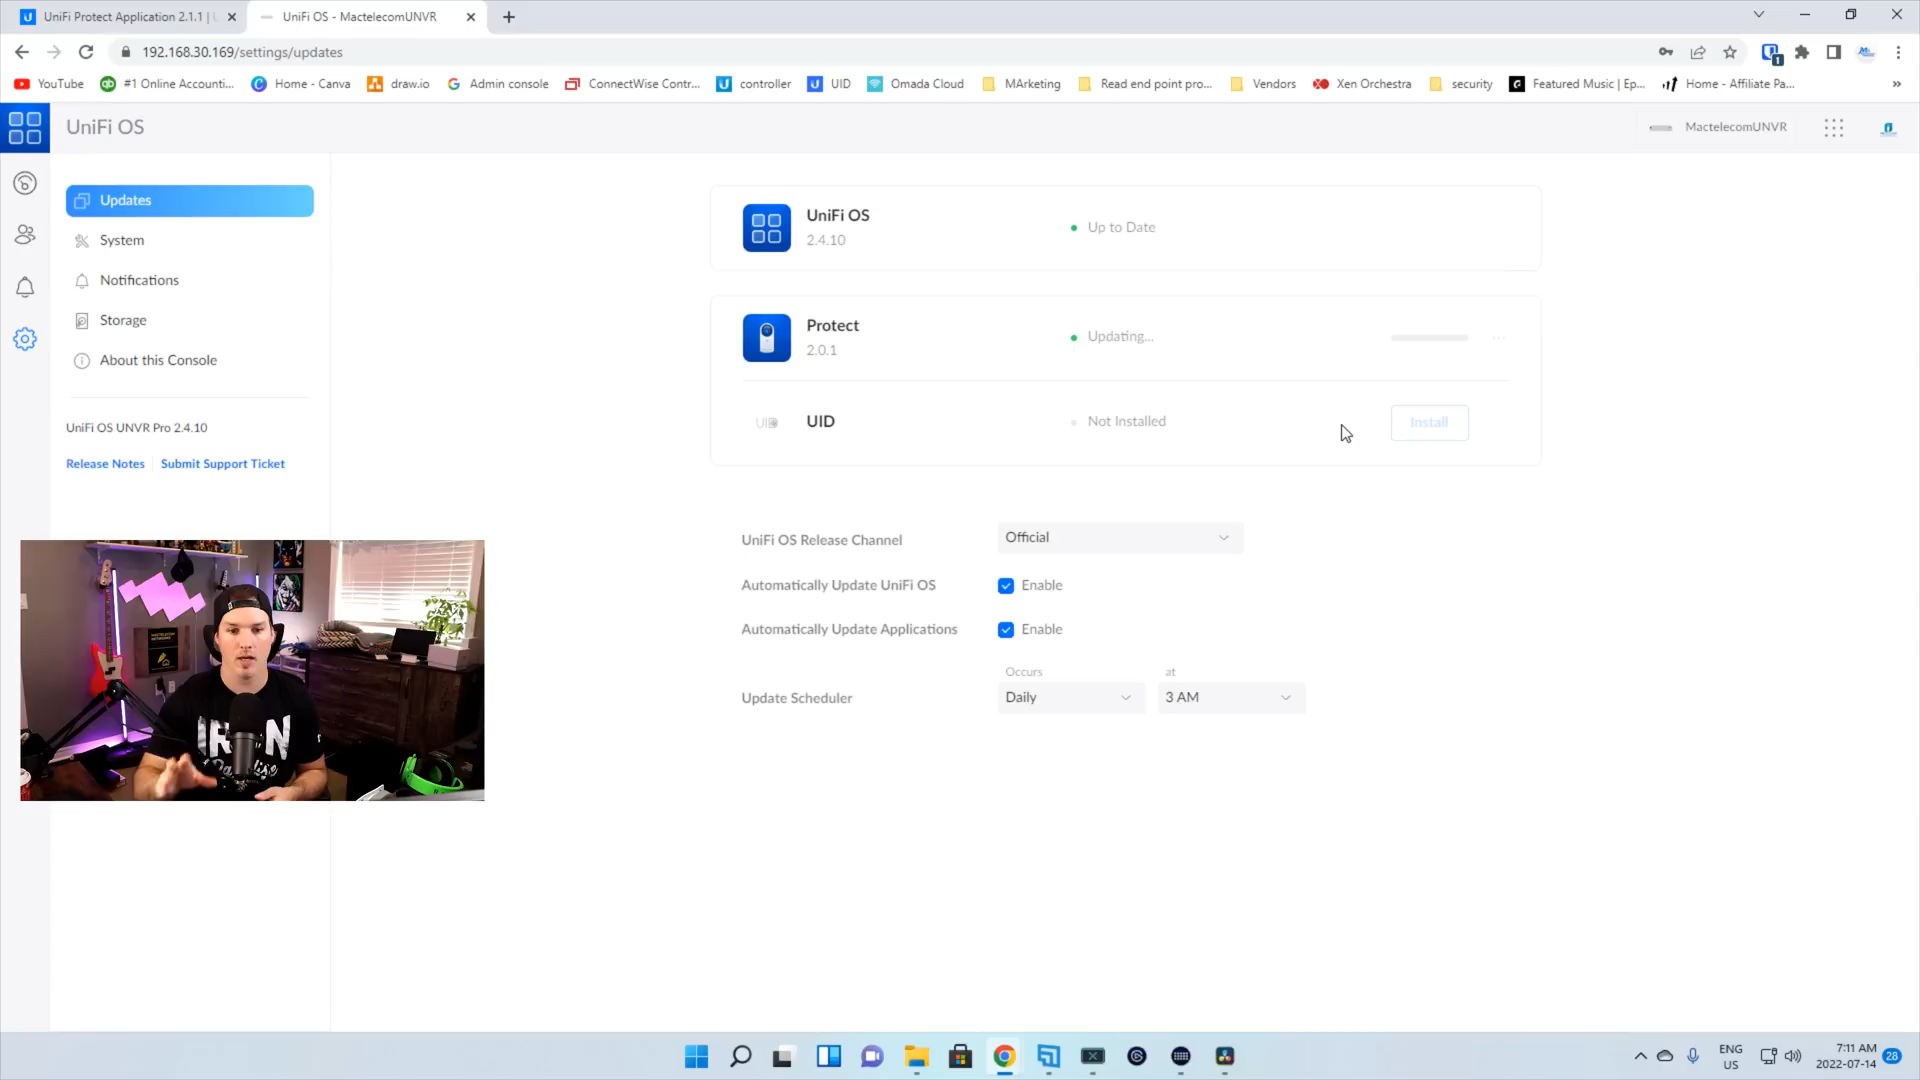 UniFi Protect Application 2.1.1 |
UniFi OS - MactelecomUNVR
192.168.30.169/settings/updates
YouTube
#1 Online Accounti...
Home - Canva
draw.io
Admin console
ConnectWise Contr...
controller
UID
Omada Cloud
MArketing
Read end point pro...
Vendors
Xen Orchestra
security
Featured Music | Ep...
Home - Affiliate Pa...
UniFi OS
MactelecomUNVR
Updates
System
Notifications
Storage
About this Console
UniFi OS UNVR Pro 2.4.10
Release Notes
Submit Support Ticket
UniFi OS
2.4.10
Up to Date
Protect
2.0.1
Updating...
UID
UID
Not Installed
Install
UniFi OS Release Channel
Official
Automatically Update UniFi OS
Enable
Automatically Update Applications
Enable
Occurs
at
Update Scheduler
Daily
3 AM
IRON
ENG
US
7:11 AM
2022-07-14
28